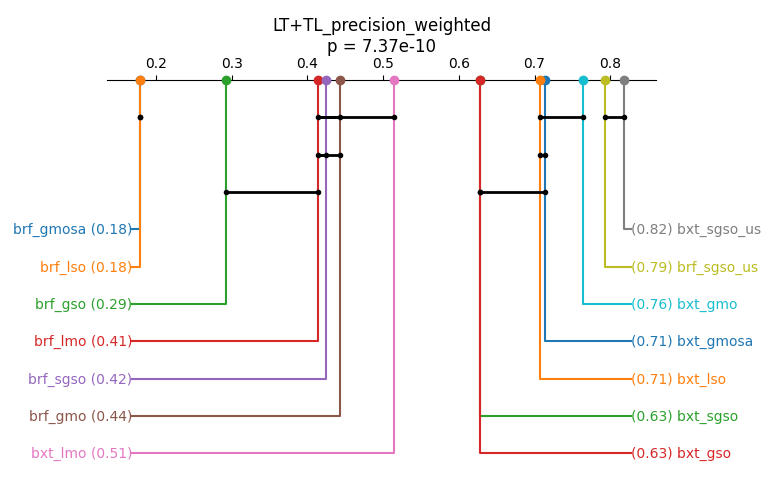 LT+TL_precision_weighted
p = 7.37e-10
0.2 0.3 0.4 0.5 0.6 0.7 0.8
brf_gmosa (0.18)
brf_lso (0.18)
brf_gso (0.29)
brf_lmo (0.41)
brf_sgso (0.42)
brf_gmo (0.44)
bxt_lmo (0.51)
(0.82) bxt_sgso_us
(0.79) brf_sgso_us
(0.76) bxt_gmo
(0.71) bxt_gmosa
(0.71) bxt_lso
(0.63) bxt_sgso
(0.63) bxt_gso